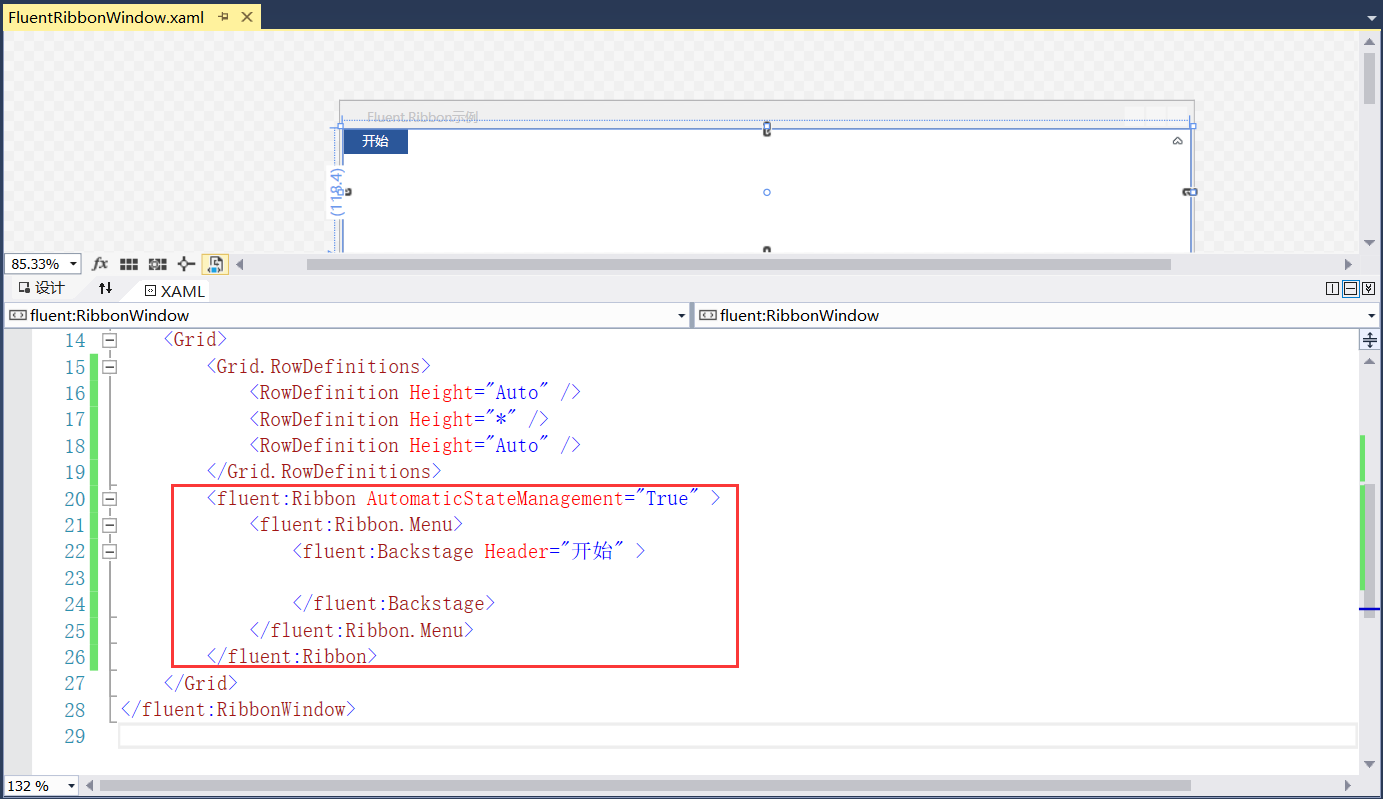 FluentRibbonWindow.xaml
Fluent.Ribbon示例
开始
(118.4)
85.33%
fx
设计
XAML
fluent:RibbonWindow
fluent:RibbonWindow
14 <Grid>
15 <Grid.RowDefinitions>
16 <RowDefinition Height="Auto" />
17 <RowDefinition Height="*" />
18 <RowDefinition Height="Auto" />
19 </Grid.RowDefinitions>
20 <fluent:Ribbon AutomaticStateManagement="True" >
21 <fluent:Ribbon.Menu>
22 <fluent:Backstage Header="开始" >
23
24 </fluent:Backstage>
25 </fluent:Ribbon.Menu>
26 </fluent:Ribbon>
27 </Grid>
28 </fluent:RibbonWindow>
29
132 %